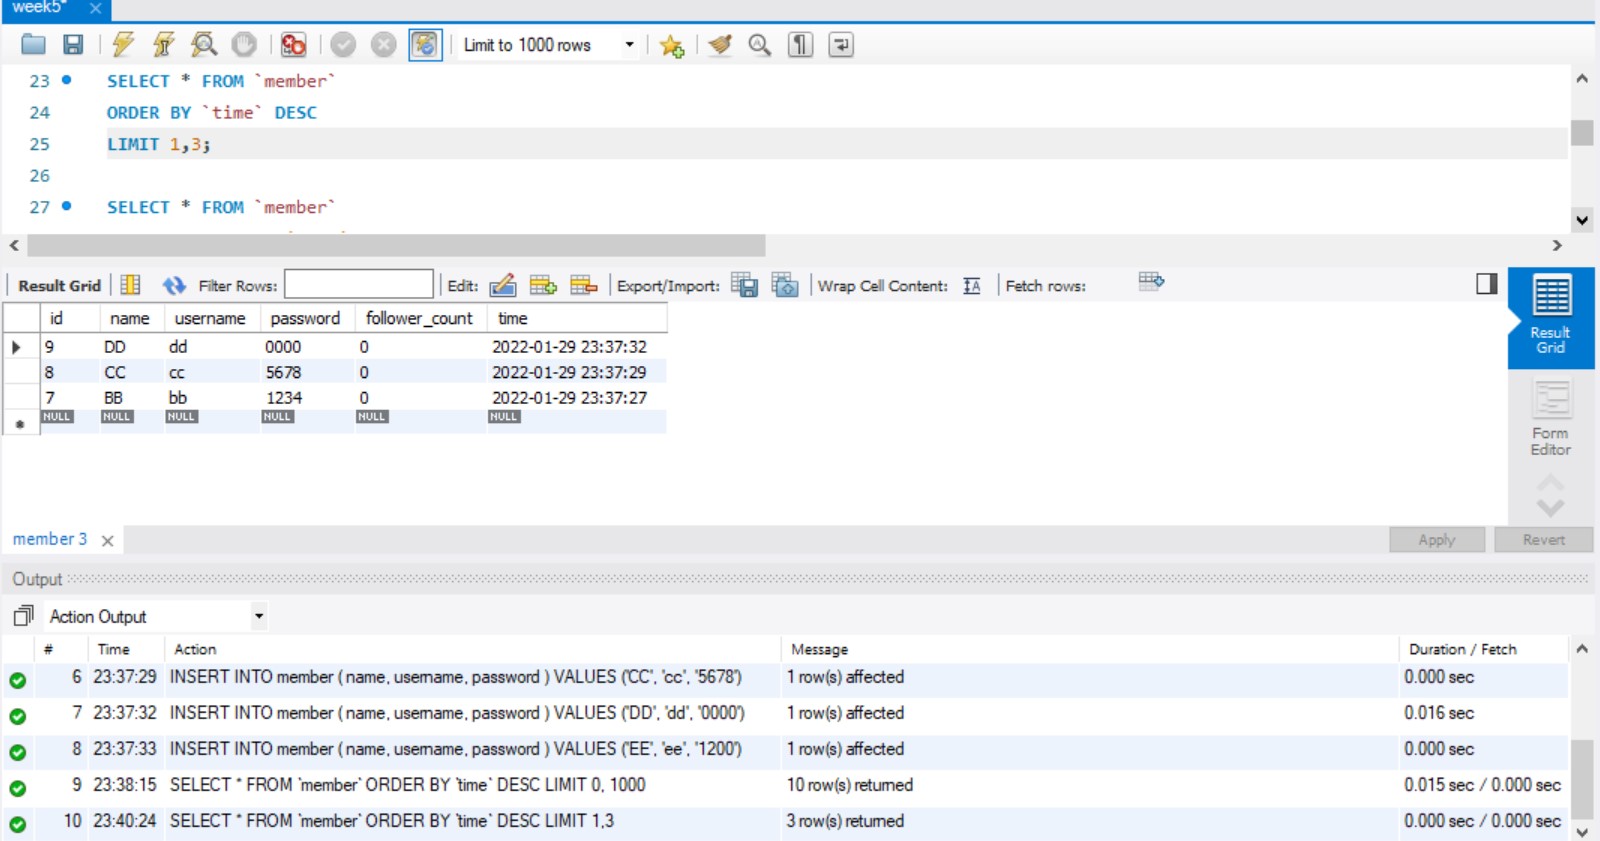 week5*
Limit to 1000 rows
23 SELECT * FROM `member`
24 ORDER BY `time` DESC
25 LIMIT 1,3;
26
27 SELECT * FROM `member`
Result Grid Filter Rows: Edit: Export/Import: Wrap Cell Content: Fetch rows:
id name username password follower_count time
9 DD dd 0000 0 2022-01-29 23:37:32
8 CC cc 5678 0 2022-01-29 23:37:29
7 BB bb 1234 0 2022-01-29 23:37:27
NULL NULL NULL NULL NULL NULL
Result
Grid
Form
Editor
member 3 Apply Revert
Output
Action Output
# Time Action Message Duration / Fetch
6 23:37:29 INSERT INTO member ( name, username, password ) VALUES ('CC', 'cc', '5678') 1 row(s) affected 0.000 sec
7 23:37:32 INSERT INTO member ( name, username, password ) VALUES ('DD', 'dd', '0000') 1 row(s) affected 0.016 sec
8 23:37:33 INSERT INTO member ( name, username, password ) VALUES ('EE', 'ee', '1200') 1 row(s) affected 0.000 sec
9 23:38:15 SELECT * FROM `member` ORDER BY `time` DESC LIMIT 0, 1000 10 row(s) returned 0.015 sec / 0.000 sec
10 23:40:24 SELECT * FROM `member` ORDER BY `time` DESC LIMIT 1,3 3 row(s) returned 0.000 sec / 0.000 sec